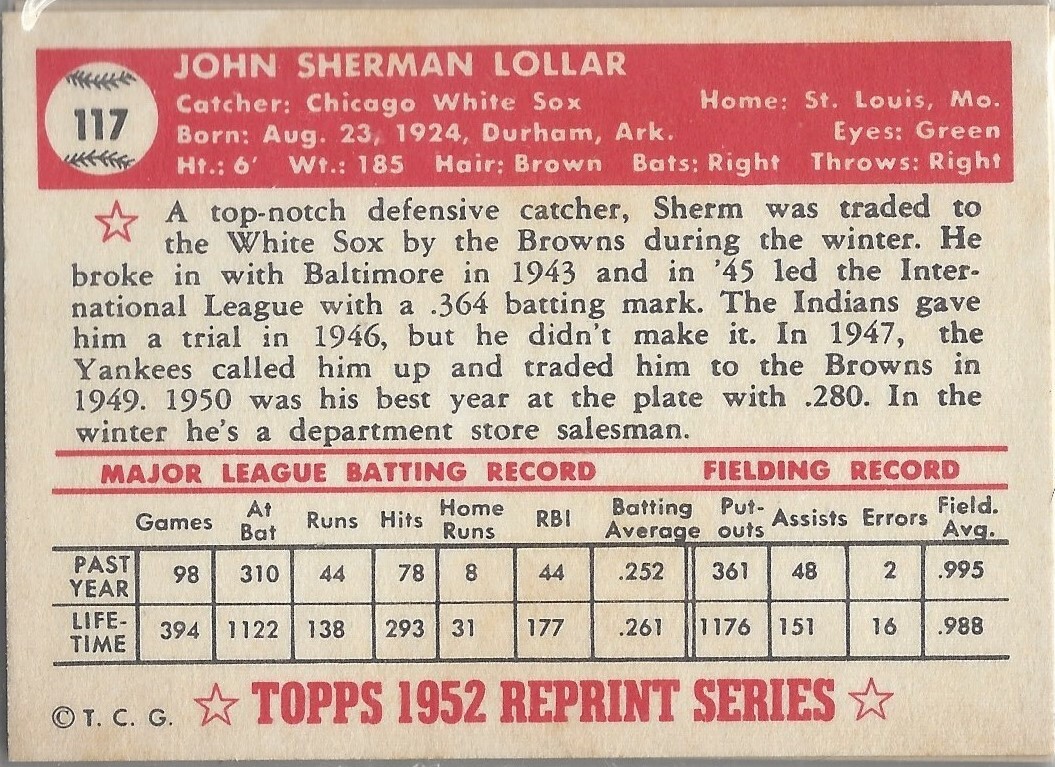 117
JOHN SHERMAN LOLLAR
Catcher: Chicago White Sox Home: St. Louis, Mo.
Born: Aug. 23, 1924, Durham, Ark. Eyes: Green
Ht.: 6' Wt.: 185 Hair: Brown Bats: Right Throws: Right
A top-notch defensive catcher, Sherm was traded to
the White Sox by the Browns during the winter. He
broke in with Baltimore in 1943 and in '45 led the Inter-
national League with a .364 batting mark. The Indians gave
him a trial in 1946, but he didn't make it. In 1947, the
Yankees called him up and traded him to the Browns in
1949. 1950 was his best year at the plate with .280. In the
winter he's a department store salesman.
MAJOR LEAGUE BATTING RECORD FIELDING RECORD
Games At Bat Runs Hits Home Runs RBI Batting Average Put-outs Assists Errors Field. Avg.
PAST YEAR 98 310 44 78 8 44 .252 361 48 2 .995
LIFE-TIME 394 1122 138 293 31 177 .261 1176 151 16 .988
© T. C. G. TOPPS 1952 REPRINT SERIES